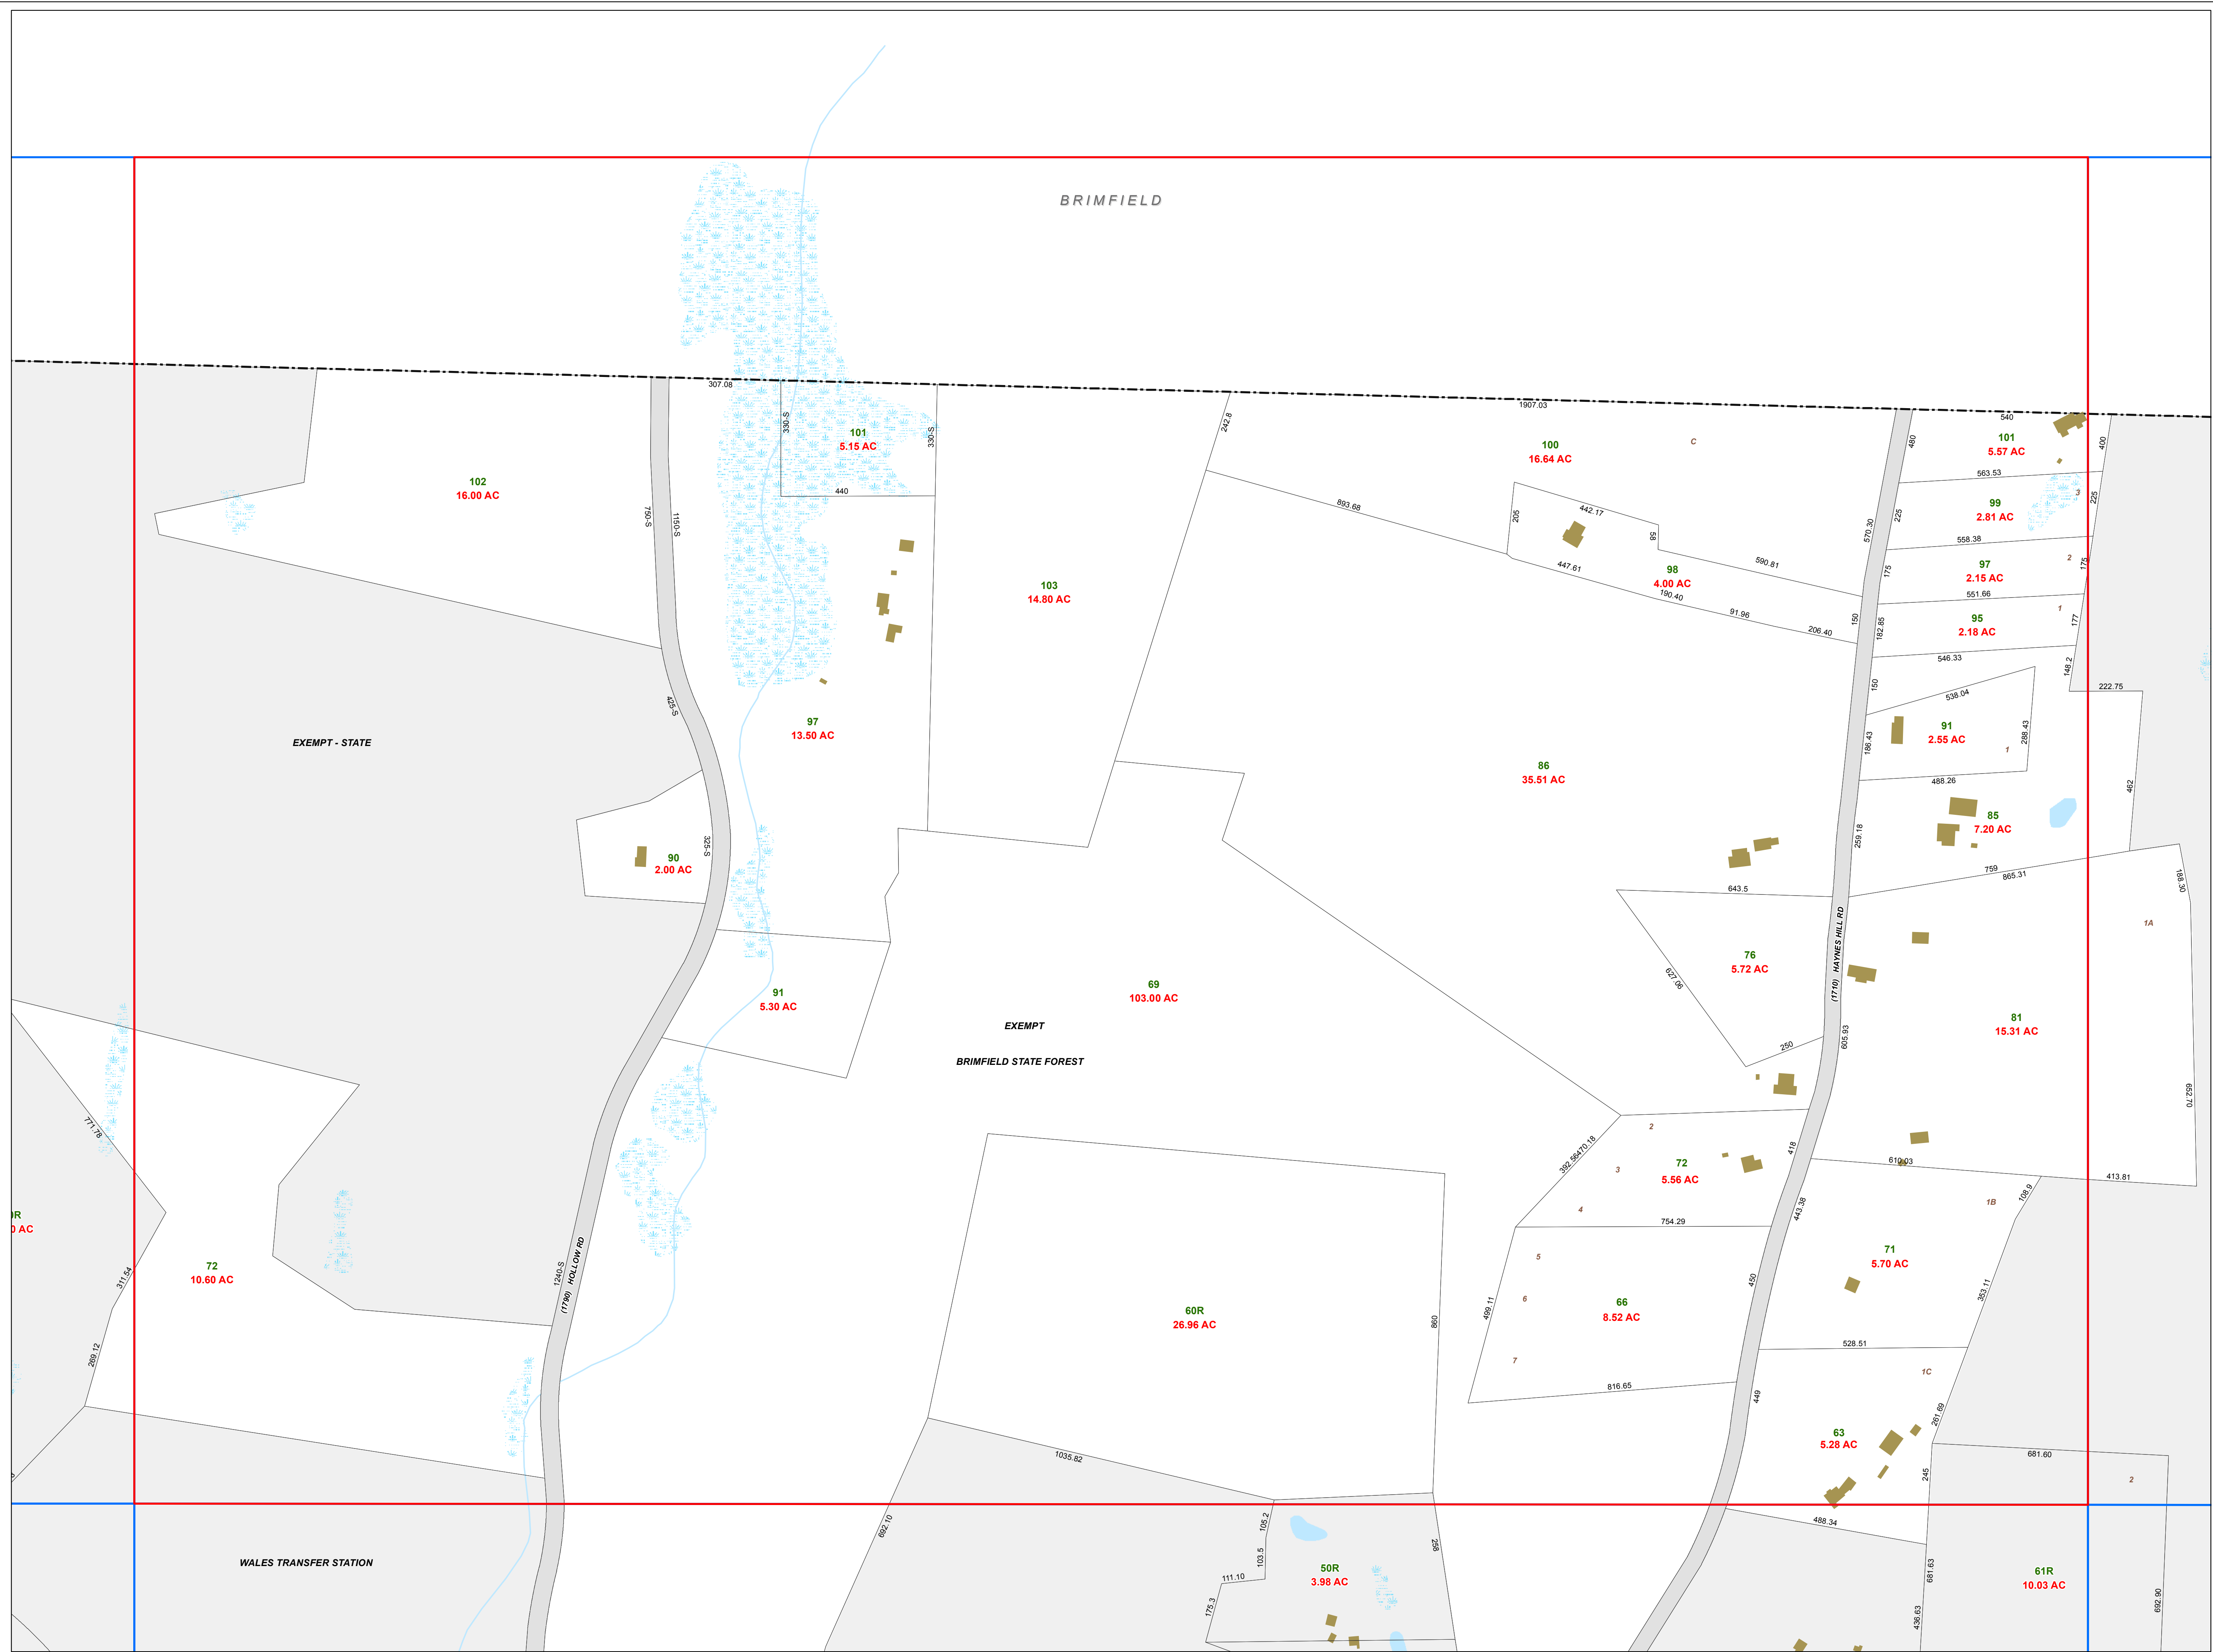 BRIMFIELD
307.08
1907.03
540
330-S
101
5.15 AC
330-S
440
242.8
100
16.64 AC
C
480
101
5.57 AC
400
563.53
102
16.00 AC
750-S
1150-S
893.68
205
442.17
58
590.81
570.30
225
99
2.81 AC
3
225
558.38
447.61
98
4.00 AC
190.40
91.96
206.40
150
175
97
2.15 AC
2
175
551.66
103
14.80 AC
182.85
95
2.18 AC
1
177
546.33
148.2
222.75
150
538.04
425-S
97
13.50 AC
EXEMPT - STATE
186.43
91
2.55 AC
1
288.43
488.26
462
86
35.51 AC
85
7.20 AC
259.18
325-S
90
2.00 AC
759
865.31
188.30
643.5
1A
(1710) HAYNES HILL RD
76
5.72 AC
627.06
250
91
5.30 AC
69
103.00 AC
EXEMPT
BRIMFIELD STATE FOREST
81
15.31 AC
605.93
652.70
771.78
2
392.56470.18
3
72
5.56 AC
4
418
610.03
413.81
754.29
443.38
108.9
1B
R
0 AC
311.54
72
10.60 AC
1240-S
(1790) HOLLOW RD
5
6
7
499.11
66
8.52 AC
450
71
5.70 AC
353.11
60R
26.96 AC
860
528.51
269.12
816.65
449
1C
63
5.28 AC
261.69
1035.82
681.60
245
2
692.10
105.2
103.5
258
488.34
WALES TRANSFER STATION
111.10
175.3
50R
3.98 AC
681.63
61R
10.03 AC
436.63
692.90